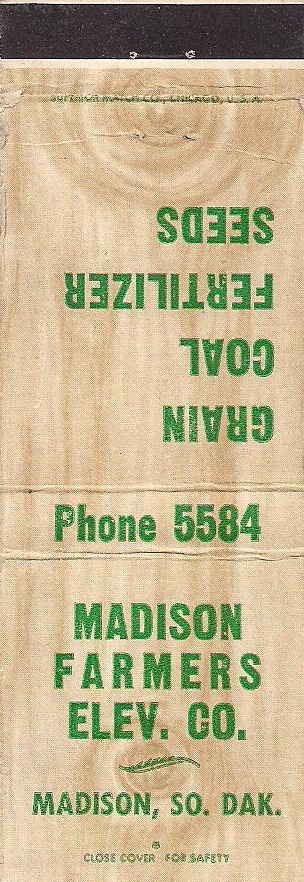 SUPERIOR MATCH CO., CHICAGO, U.S.A.
GRAIN
COAL
FERTILIZER
SEEDS
Phone 5584
MADISON
FARMERS
ELEV. CO.
MADISON, SO. DAK.
CLOSE COVER FOR SAFETY